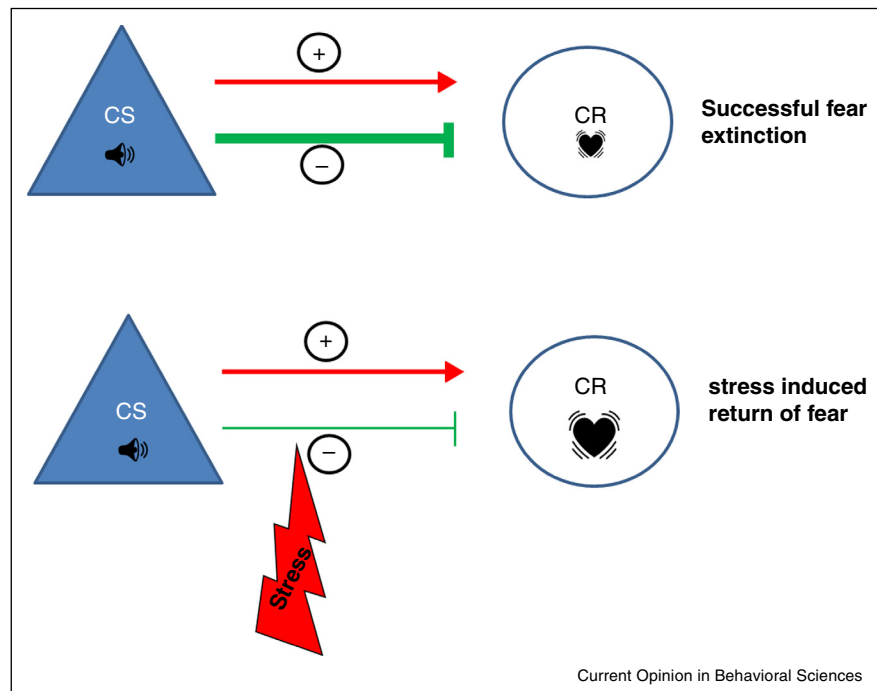 +
CS
CR
Successful fear
extinction
−
+
CS
CR
stress induced
return of fear
−
Stress
Current Opinion in Behavioral Sciences